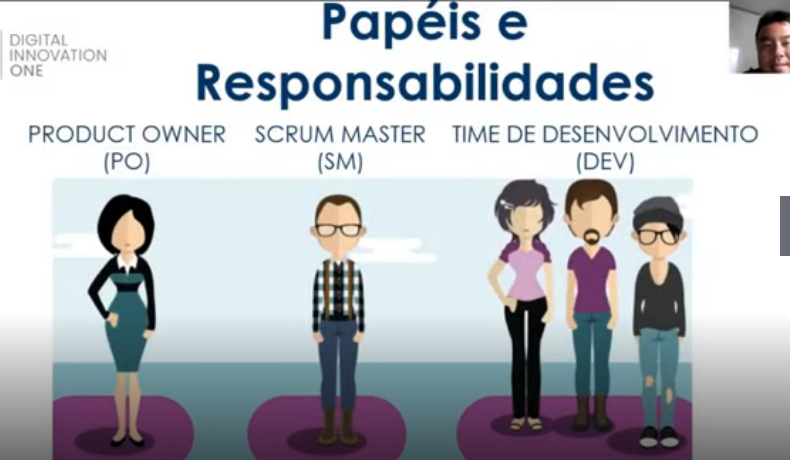 DIGITAL
INNOVATION
ONE
Papéis e
Responsabilidades
PRODUCT OWNER
(PO)
SCRUM MASTER
(SM)
TIME DE DESENVOLVIMENTO
(DEV)